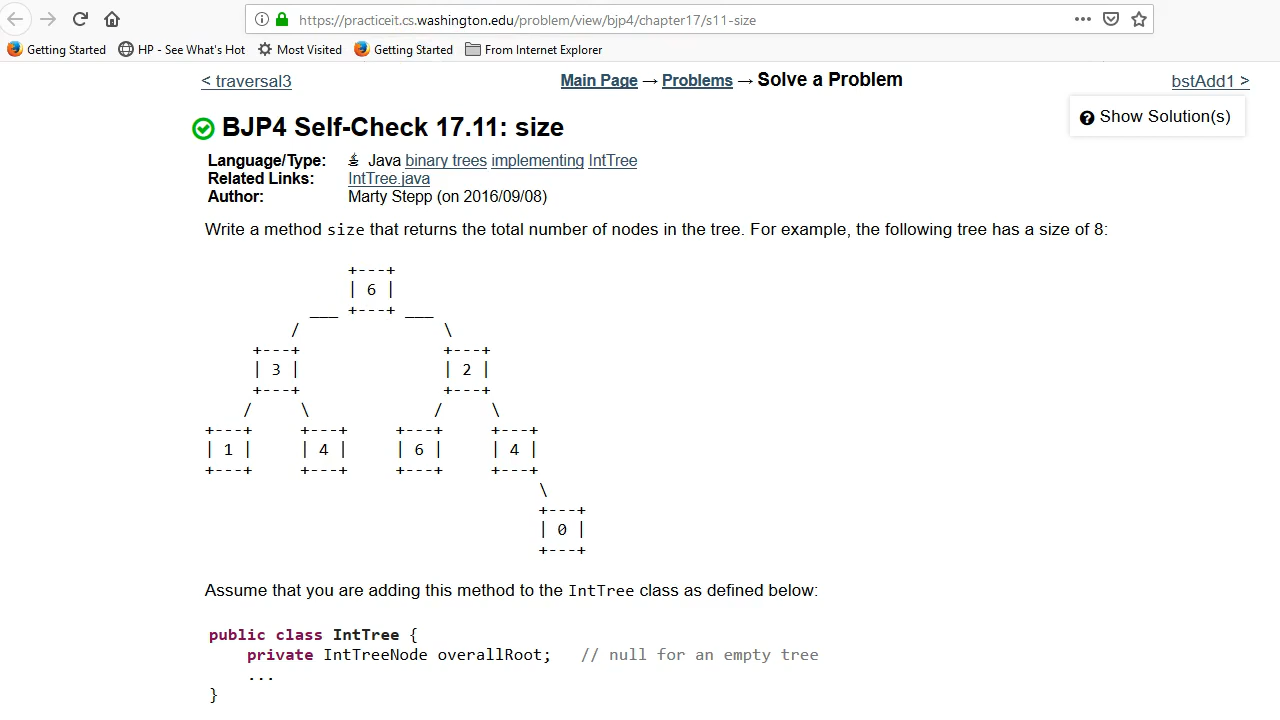 https://practiceit.cs.washington.edu/problem/view/bjp4/chapter17/s11-size
Getting Started HP - See What's Hot Most Visited Getting Started From Internet Explorer
< traversal3 Main Page → Problems → Solve a Problem bstAdd1 >
Show Solution(s)
BJP4 Self-Check 17.11: size
Language/Type: Java binary trees implementing IntTree
Related Links: IntTree.java
Author: Marty Stepp (on 2016/09/08)
Write a method size that returns the total number of nodes in the tree. For example, the following tree has a size of 8:
               +---+
               | 6 |
           ___ +---+ ___
         /               \
     +---+               +---+
     | 3 |               | 2 |
     +---+               +---+
    /     \             /     \
+---+     +---+     +---+     +---+
| 1 |     | 4 |     | 6 |     | 4 |
+---+     +---+     +---+     +---+
                                   \
                                   +---+
                                   | 0 |
                                   +---+
Assume that you are adding this method to the IntTree class as defined below:
public class IntTree {
    private IntTreeNode overallRoot;   // null for an empty tree
    ...
}